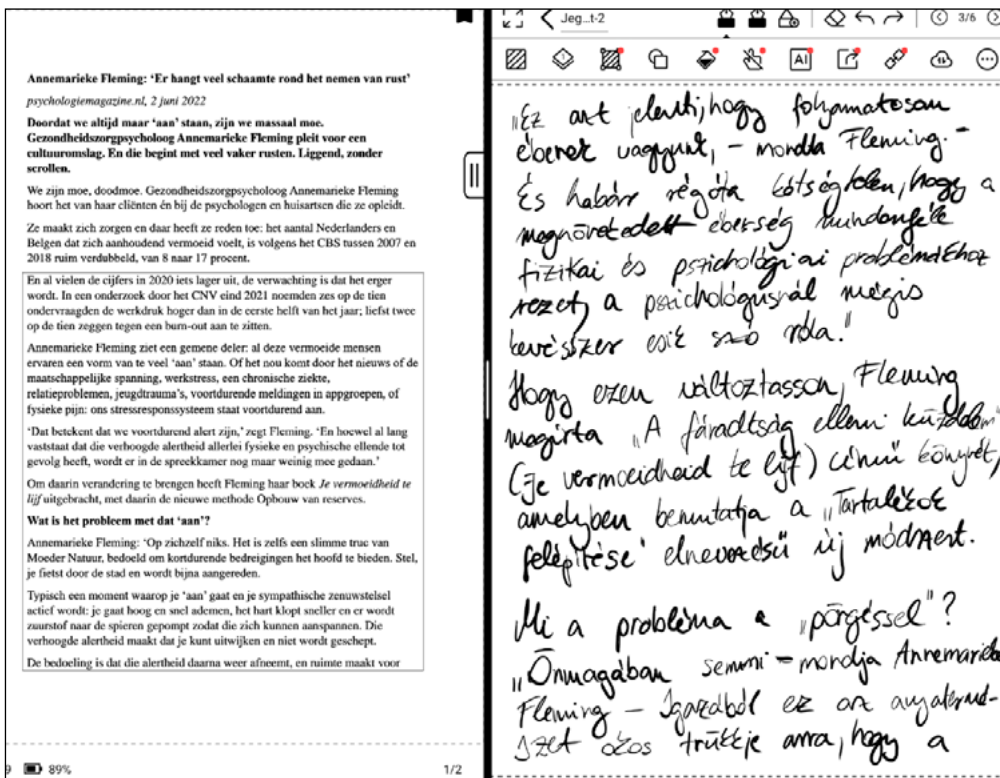 Annemarieke Fleming: ‘Er hangt veel schaamte rond het nemen van rust’
psychologiemagazine.nl, 2 juni 2022
Doordat we altijd maar ‘aan’ staan, zijn we massaal moe.
Gezondheidszorgpsycholoog Annemarieke Fleming pleit voor een
cultuuromslag. En die begint met veel vaker rusten. Liggend, zonder
scrollen.
We zijn moe, doodmoe. Gezondheidszorgpsycholoog Annemarieke Fleming
hoort het van haar cliënten én bij de psychologen en huisartsen die ze opleidt.
Ze maakt zich zorgen en daar heeft ze reden toe: het aantal Nederlanders en
Belgen dat zich aanhoudend vermoeid voelt, is volgens het CBS tussen 2007 en
2018 ruim verdubbeld, van 8 naar 17 procent.
En al vielen de cijfers in 2020 iets lager uit, de verwachting is dat het erger
wordt. In een onderzoek door het CNV eind 2021 noemden zes op de tien
ondervraagden de werkdruk hoger dan in de eerste helft van het jaar; liefst twee
op de tien zeggen tegen een burn-out aan te zitten.
Annemarieke Fleming ziet een gemene deler: al deze vermoeide mensen
ervaren een vorm van te veel ‘aan’ staan. Of het nou komt door het nieuws of de
maatschappelijke spanning, werkstress, een chronische ziekte,
relatieproblemen, jeugdtrauma’s, voortdurende meldingen in appgroepen, of
fysieke pijn: ons stressresponssysteem staat voortdurend aan.
‘Dat betekent dat we voortdurend alert zijn,’ zegt Fleming. ‘En hoewel al lang
vaststaat dat die verhoogde alertheid allerlei fysieke en psychische ellende tot
gevolg heeft, wordt er in de spreekkamer nog maar weinig mee gedaan.’
Om daarin verandering te brengen heeft Fleming haar boek Je vermoeidheid te
lijf uitgebracht, met daarin de nieuwe methode Opbouw van reserves.
Wat is het probleem met dat ‘aan’?
Annemarieke Fleming: ‘Op zichzelf niks. Het is zelfs een slimme truc van
Moeder Natuur, bedoeld om kortdurende bedreigingen het hoofd te bieden. Stel,
je fietst door de stad en wordt bijna aangereden.
Typisch een moment waarop je ‘aan’ gaat en je sympathische zenuwstelsel
actief wordt: je gaat hoog en snel ademen, het hart klopt sneller en er wordt
zuurstof naar de spieren gepompt zodat die zich kunnen aanspannen. Die
verhoogde alertheid maakt dat je kunt uitwijken en niet wordt geschept.
De bedoeling is dat die alertheid daarna weer afneemt, en ruimte maakt voor
9 89% 1/2
Jeg...t-2 3/6
AI
„Ez azt jelenti, hogy folyamatosan
éberek vagyunk, – mondta Fleming. –
És habár régóta kétségtelen, hogy a
megnövekedett éberség mindenféle
fizikai és pszichológiai problémákhoz
vezet, a pszichológusnál mégis
kevésszer esik szó róla.”
Hogy ezen változtasson, Fleming
megírta „A fáradtság elleni küzdelem”
(Je vermoeidheid te lijf) című könyvét,
amelyben bemutatja a „Tartalékok
felépítése” elnevezésű új módszert.
Mi a probléma a „pörgéssel”?
„Önmagában semmi – mondja Annemarieke
Fleming – Igazából ez az anyatermé-
szet okos trükkje arra, hogy a